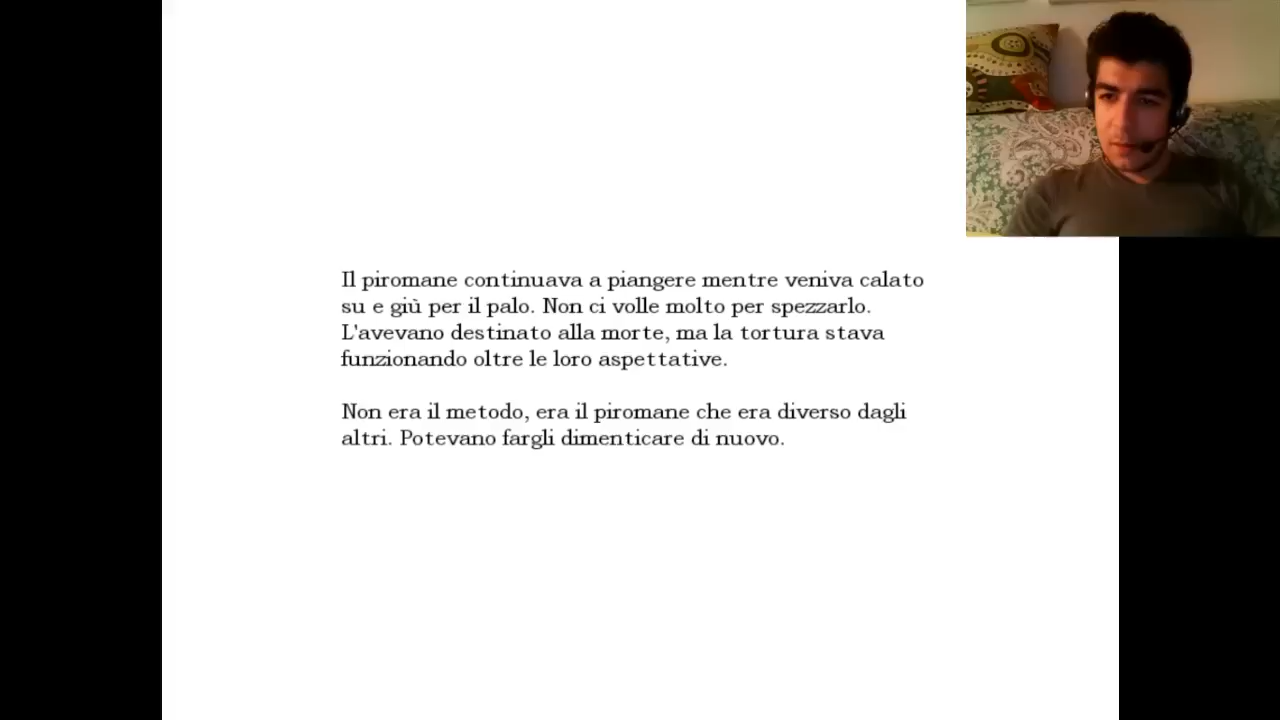 Il piromane continuava a piangere mentre veniva calato
su e giù per il palo. Non ci volle molto per spezzarlo.
L'avevano destinato alla morte, ma la tortura stava
funzionando oltre le loro aspettative.
Non era il metodo, era il piromane che era diverso dagli
altri. Potevano fargli dimenticare di nuovo.